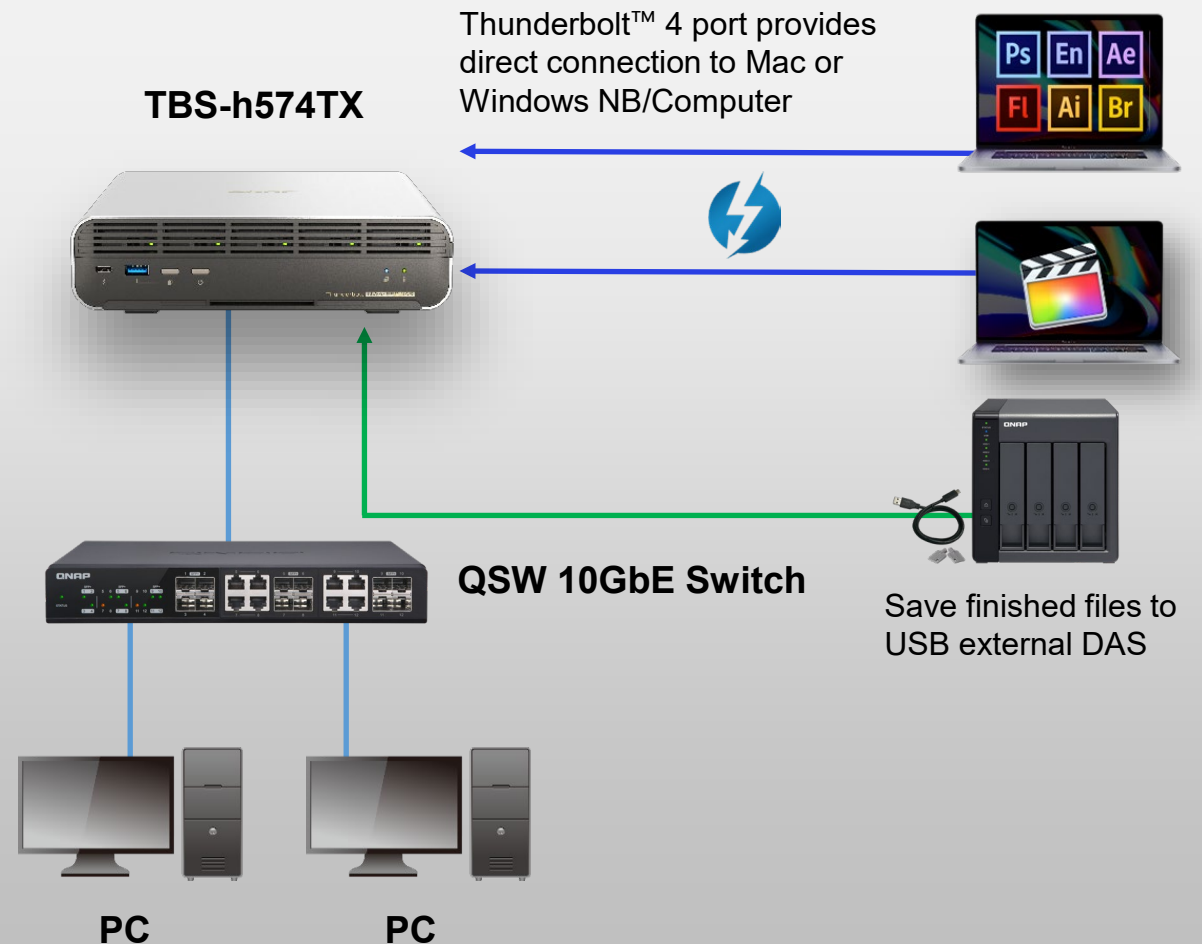 Thunderbolt™ 4 port provides
direct connection to Mac or
Windows NB/Computer
TBS-h574TX
Ps En Ae
Fl Ai Br
QNAP
QNAP
QSW 10GbE Switch
Save finished files to
USB external DAS
PC
PC